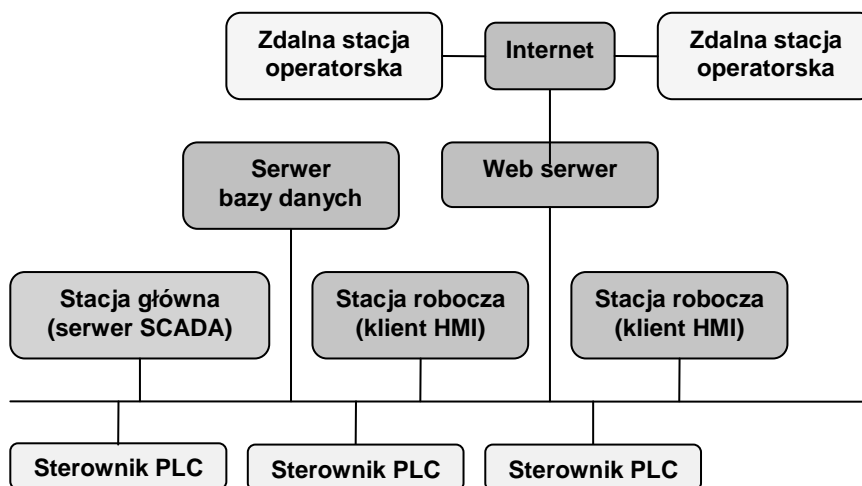 Zdalna stacja
operatorska
Internet
Zdalna stacja
operatorska
Serwer
bazy danych
Web serwer
Stacja główna
(serwer SCADA)
Stacja robocza
(klient HMI)
Stacja robocza
(klient HMI)
Sterownik PLC
Sterownik PLC
Sterownik PLC